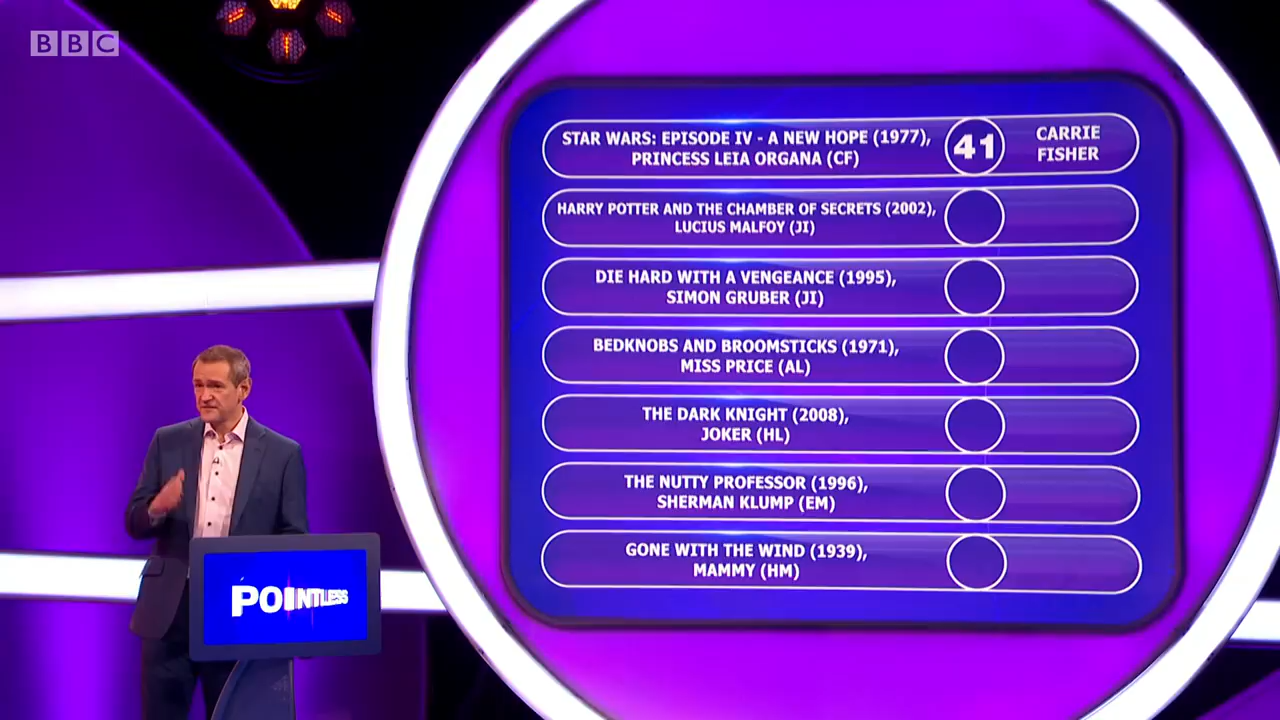 BBC
STAR WARS: EPISODE IV - A NEW HOPE (1977),
PRINCESS LEIA ORGANA (CF)
41
CARRIE
FISHER
HARRY POTTER AND THE CHAMBER OF SECRETS (2002),
LUCIUS MALFOY (JI)
DIE HARD WITH A VENGEANCE (1995),
SIMON GRUBER (JI)
BEDKNOBS AND BROOMSTICKS (1971),
MISS PRICE (AL)
THE DARK KNIGHT (2008),
JOKER (HL)
THE NUTTY PROFESSOR (1996),
SHERMAN KLUMP (EM)
GONE WITH THE WIND (1939),
MAMMY (HM)
POINTLESS